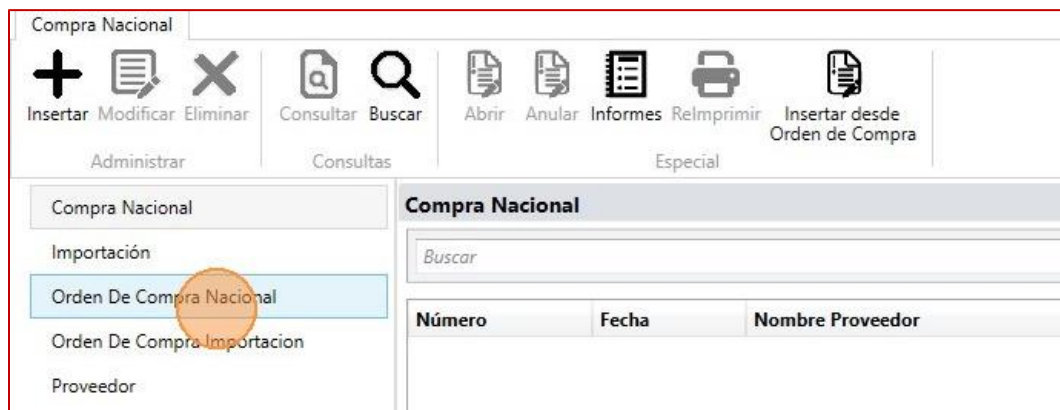 Compra Nacional
Insertar Modificar Eliminar Consultar Buscar Abrir Anular Informes ReImprimir Insertar desde
Orden de Compra
Administrar Consultas Especial
Compra Nacional
Importación
Orden De Compra Nacional
Orden De Compra Importacion
Proveedor
Compra Nacional
Buscar
Número Fecha Nombre Proveedor